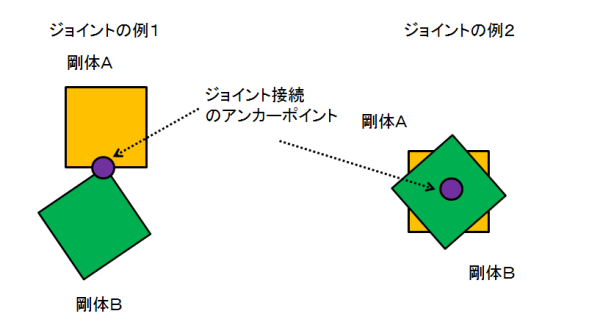 ジョイントの例１
ジョイントの例２
剛体Ａ
ジョイント接続
のアンカーポイント
剛体Ａ
剛体Ｂ
剛体Ｂ